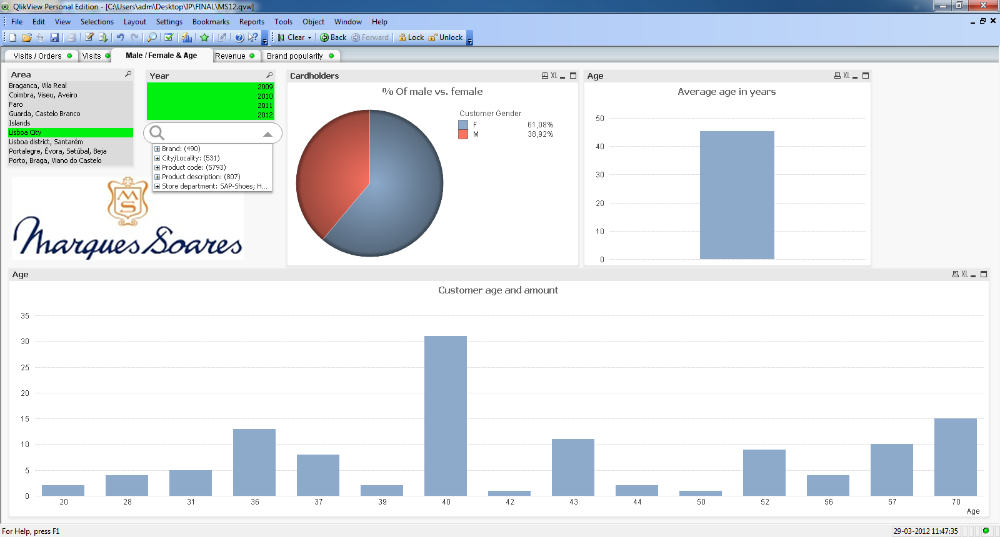 QlikView Personal Edition - [C:\Users\adm\Desktop\IP\FINAL\MS12.qvw]
File Edit View Selections Layout Settings Bookmarks Reports Tools Object Window Help
Clear Back Forward Lock Unlock
Visits / Orders Visits Male / Female & Age Revenue Brand popularity
Area
Braganca, Vila Real
Coimbra, Viseu, Aveiro
Faro
Guarda, Castelo Branco
Islands
Lisboa City
Lisboa district, Santarém
Portalegre, Évora, Setúbal, Beja
Porto, Braga, Viano do Castelo
Year
2009
2010
2011
2012
Brand: (490)
City/Locality: (531)
Product code: (5793)
Product description: (807)
Store department: SAP-Shoes; H...
MS
Marques Soares
Cardholders XL
% Of male vs. female
Customer Gender
F 61,08%
M 38,92%
Age XL
Average age in years
50
40
30
20
10
0
Age XL
Customer age and amount
35
30
25
20
15
10
5
0
20 28 31 36 37 39 40 42 43 44 50 52 56 57 70
Age
For Help, press F1
29-03-2012 11:47:35